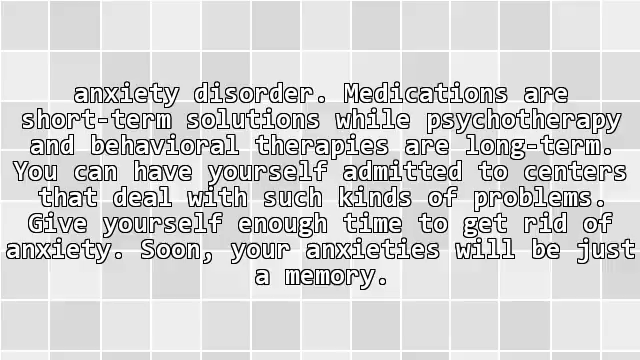 anxiety disorder. Medications are
short-term solutions while psychotherapy
and behavioral therapies are long-term.
You can have yourself admitted to centers
that deal with such kinds of problems.
Give yourself enough time to get rid of
anxiety. Soon, your anxieties will be just
a memory.